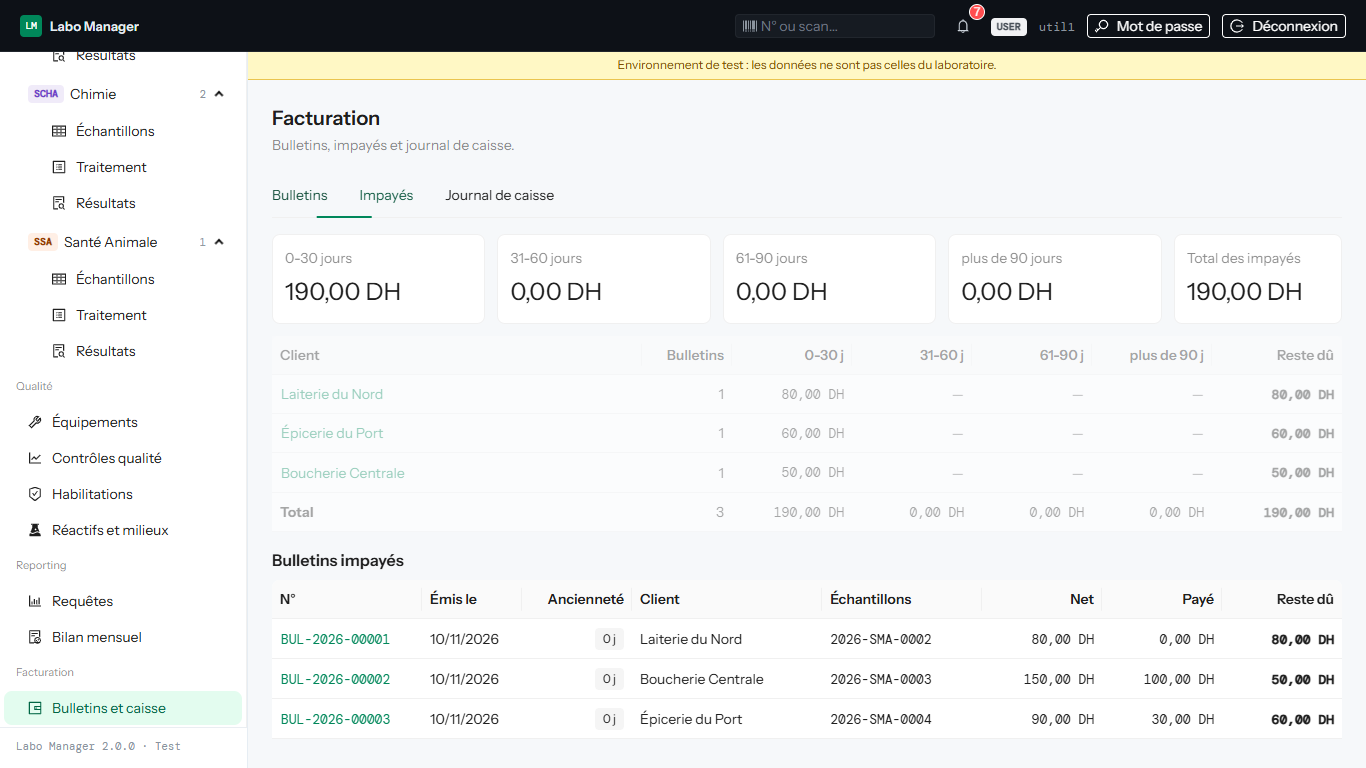 LM Labo Manager
N° ou scan...
7
USER
util1
Mot de passe
Déconnexion
Résultats
SCHA Chimie 2
Échantillons
Traitement
Résultats
SSA Santé Animale 1
Échantillons
Traitement
Résultats
Qualité
Équipements
Contrôles qualité
Habilitations
Réactifs et milieux
Reporting
Requêtes
Bilan mensuel
Facturation
Bulletins et caisse
Labo Manager 2.0.0 · Test
Environnement de test : les données ne sont pas celles du laboratoire.
Facturation
Bulletins, impayés et journal de caisse.
Bulletins Impayés Journal de caisse
0-30 jours 31-60 jours 61-90 jours plus de 90 jours Total des impayés
190,00 DH 0,00 DH 0,00 DH 0,00 DH 190,00 DH
Client Bulletins 0-30 j 31-60 j 61-90 j plus de 90 j Reste dû
Laiterie du Nord 1 80,00 DH — — — 80,00 DH
Épicerie du Port 1 60,00 DH — — — 60,00 DH
Boucherie Centrale 1 50,00 DH — — — 50,00 DH
Total 3 190,00 DH 0,00 DH 0,00 DH 0,00 DH 190,00 DH
Bulletins impayés
N° Émis le Ancienneté Client Échantillons Net Payé Reste dû
BUL-2026-00001 10/11/2026 0 j Laiterie du Nord 2026-SMA-0002 80,00 DH 0,00 DH 80,00 DH
BUL-2026-00002 10/11/2026 0 j Boucherie Centrale 2026-SMA-0003 150,00 DH 100,00 DH 50,00 DH
BUL-2026-00003 10/11/2026 0 j Épicerie du Port 2026-SMA-0004 90,00 DH 30,00 DH 60,00 DH